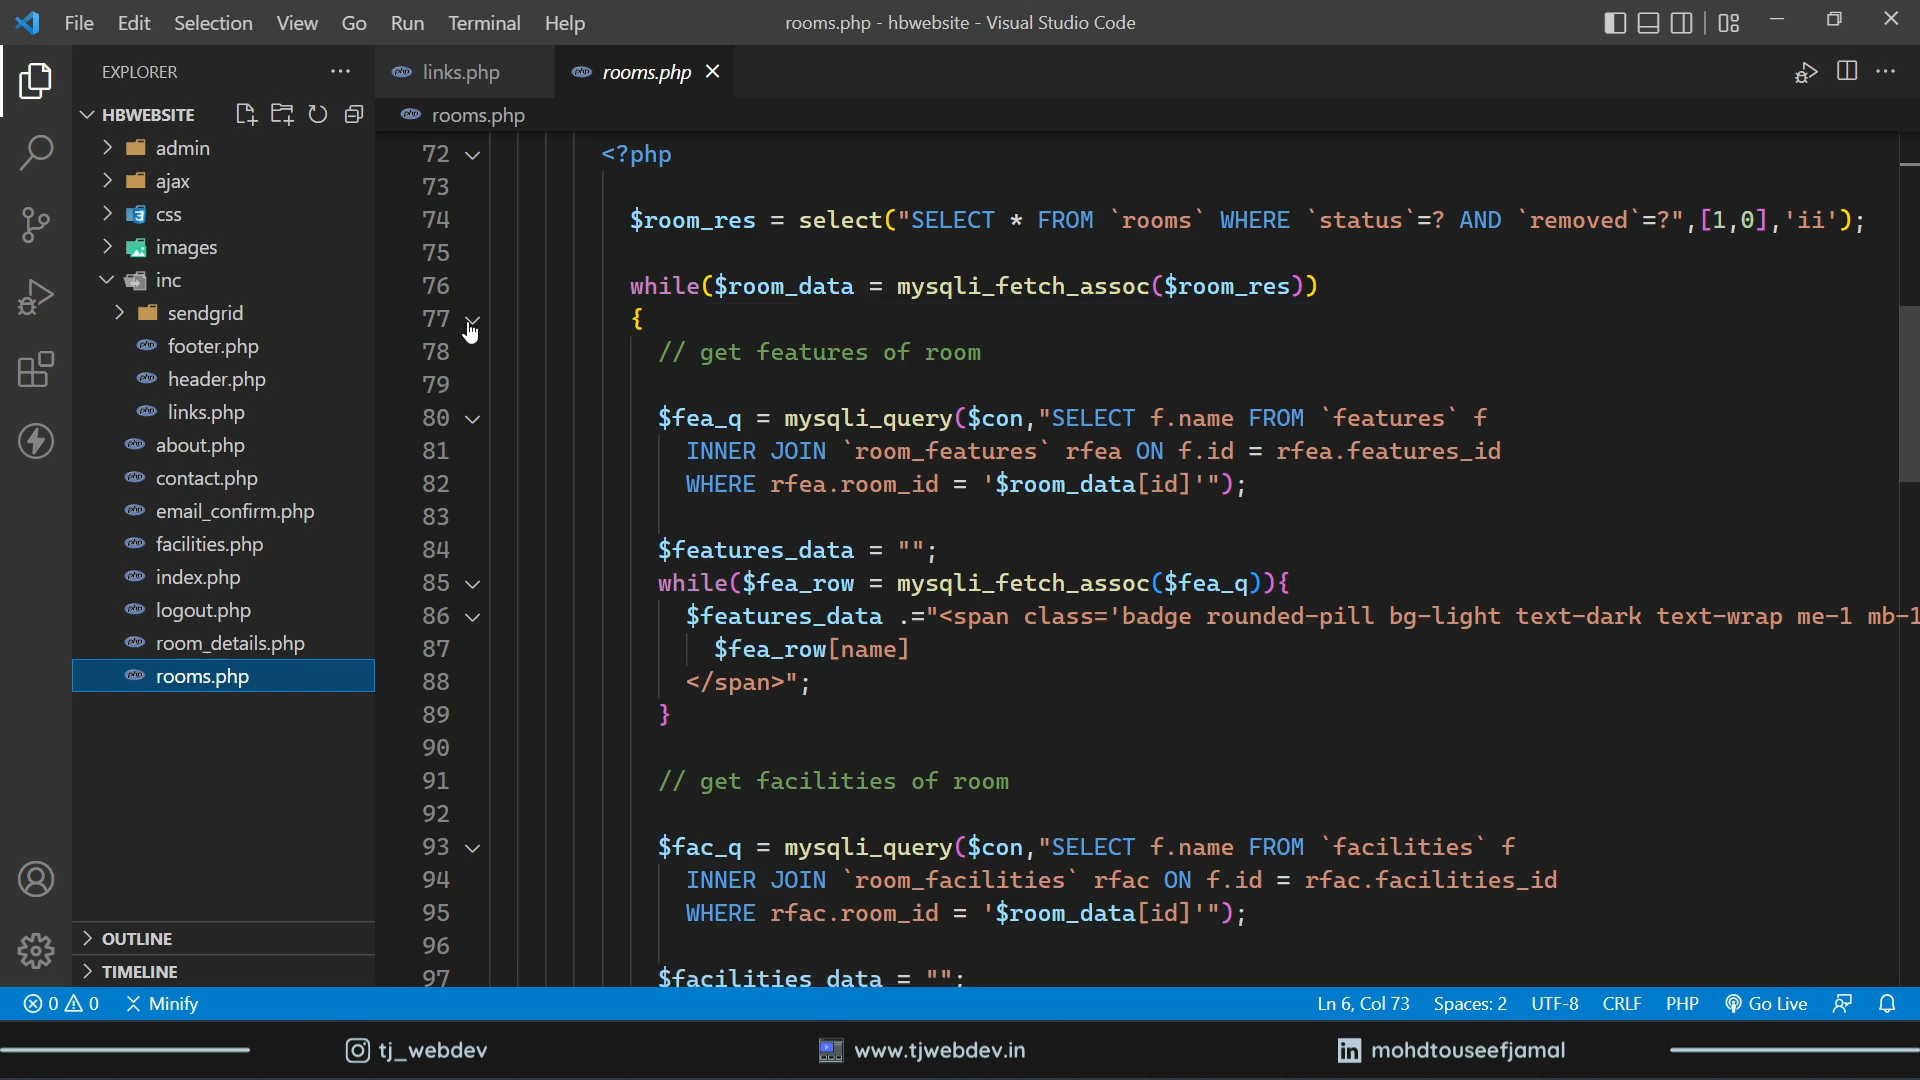 File Edit Selection View Go Run Terminal Help
rooms.php - hbwebsite - Visual Studio Code
EXPLORER
HBWEBSITE
admin
ajax
css
images
inc
sendgrid
footer.php
header.php
links.php
about.php
contact.php
email_confirm.php
facilities.php
index.php
logout.php
room_details.php
rooms.php
OUTLINE
TIMELINE
links.php
rooms.php
rooms.php
72 <?php
73
74 $room_res = select("SELECT * FROM `rooms` WHERE `status`=? AND `removed`=?",[1,0],'ii');
75
76 while($room_data = mysqli_fetch_assoc($room_res))
77 {
78 // get features of room
79
80 $fea_q = mysqli_query($con,"SELECT f.name FROM `features` f
81 INNER JOIN `room_features` rfea ON f.id = rfea.features_id
82 WHERE rfea.room_id = '$room_data[id]'");
83
84 $features_data = "";
85 while($fea_row = mysqli_fetch_assoc($fea_q)){
86 $features_data .="<span class='badge rounded-pill bg-light text-dark text-wrap me-1 mb-1
87 $fea_row[name]
88 </span>";
89 }
90
91 // get facilities of room
92
93 $fac_q = mysqli_query($con,"SELECT f.name FROM `facilities` f
94 INNER JOIN `room_facilities` rfac ON f.id = rfac.facilities_id
95 WHERE rfac.room_id = '$room_data[id]'");
96
97 $facilities_data = "";
0 0 Minify
Ln 6, Col 73 Spaces: 2 UTF-8 CRLF PHP Go Live
tj_webdev
www.tjwebdev.in
mohdtouseefjamal